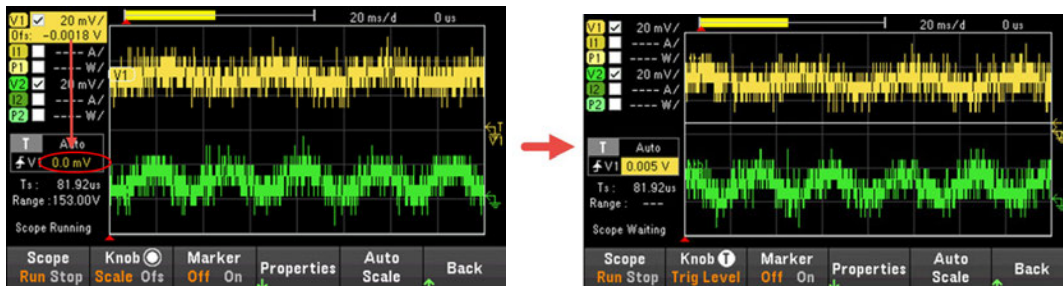 V1 20 mV/ 20 ms/d 0 us
Ofs: -0.0018 V
I1 ---- A/
P1 ---- W/
V1
V2 20 mV/
I2 ---- A/
P2 ---- W/
T Auto
V1 0.0 mV
Ts: 81.92us
Range:153.00V
Scope Running
Scope Knob Marker Properties Auto Back
Run Stop Scale Ofs Off On Scale
V1 20 mV/ 20 ms/d 0 us
I1 ---- A/
P1 ---- W/
V2 20 mV/
I2 ---- A/
P2 ---- W/
T Auto
V1 0.005 V
Ts: 81.92us
Range: ---
Scope Waiting
Scope Knob T Marker Properties Auto Back
Run Stop Trig Level Off On Scale